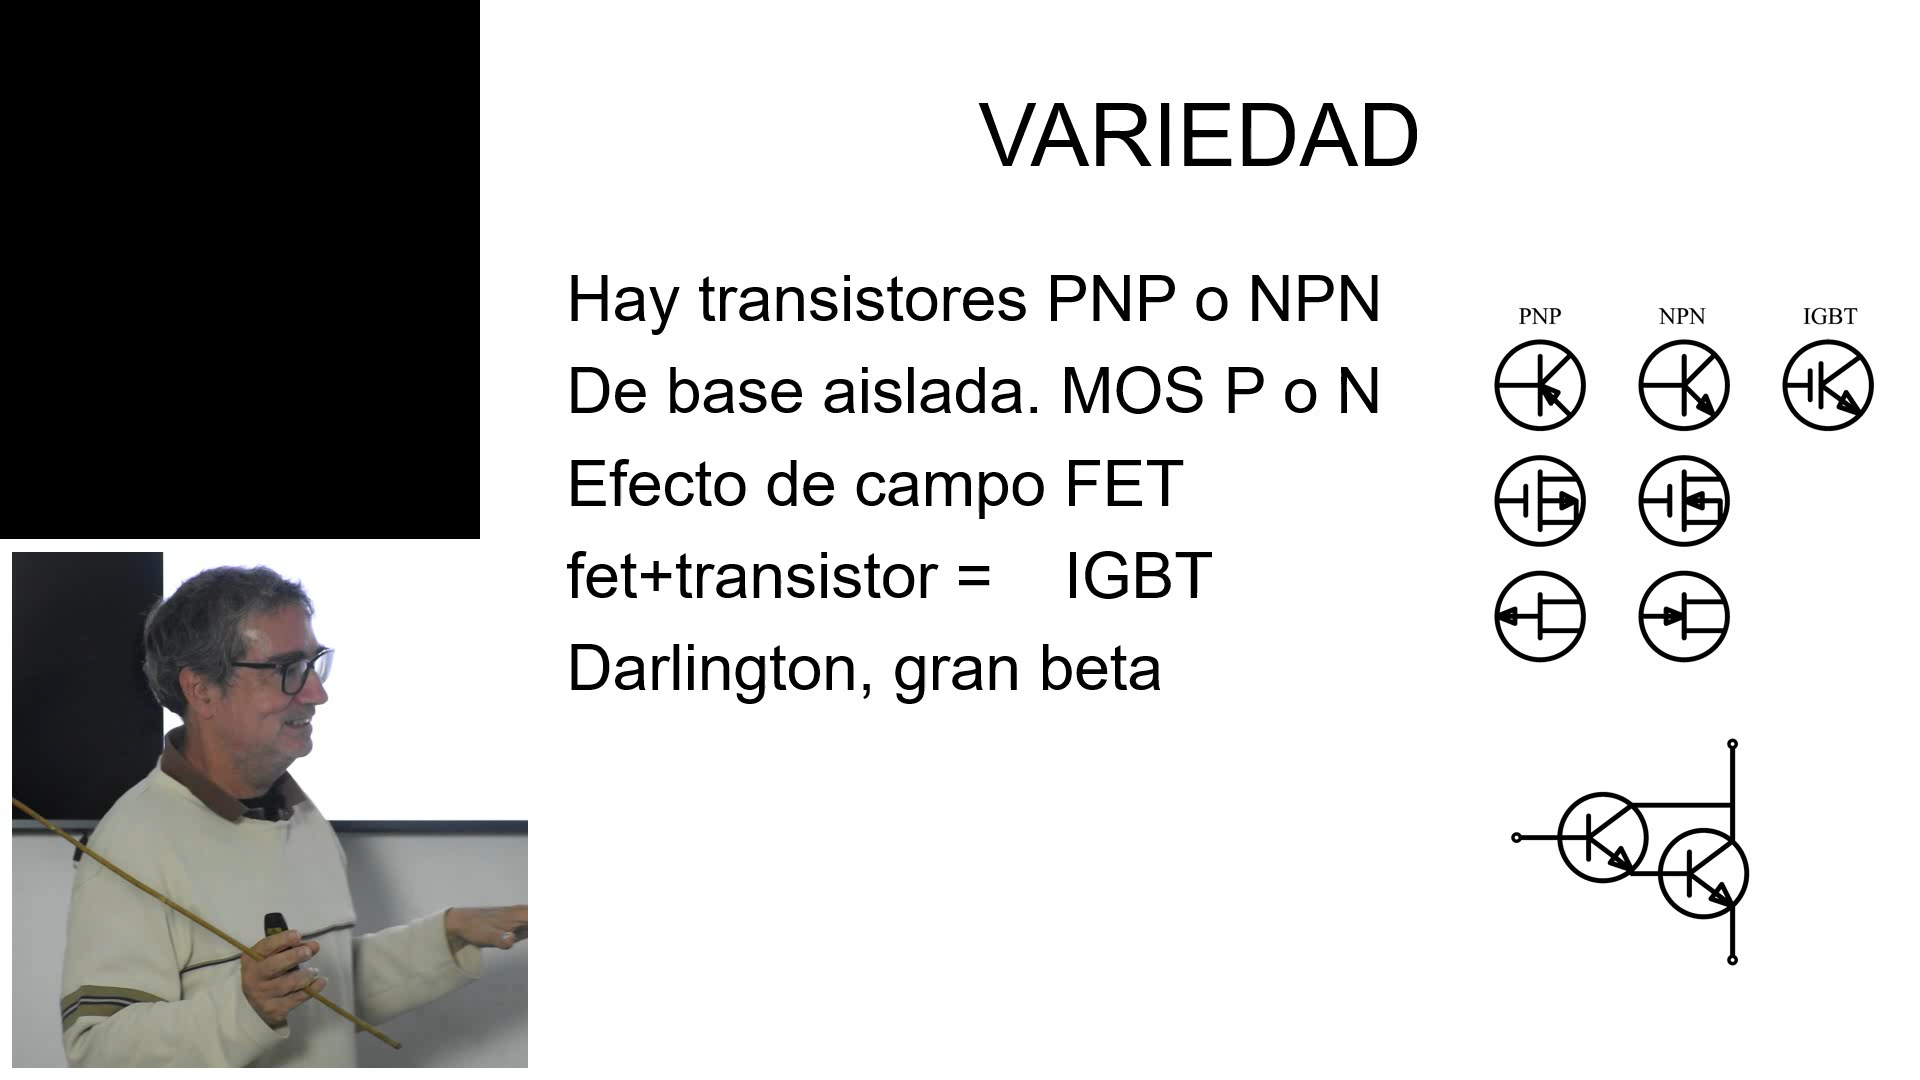 VARIEDAD
Hay transistores PNP o NPN
De base aislada. MOS P o N
Efecto de campo FET
fet+transistor = IGBT
Darlington, gran beta
PNP NPN IGBT